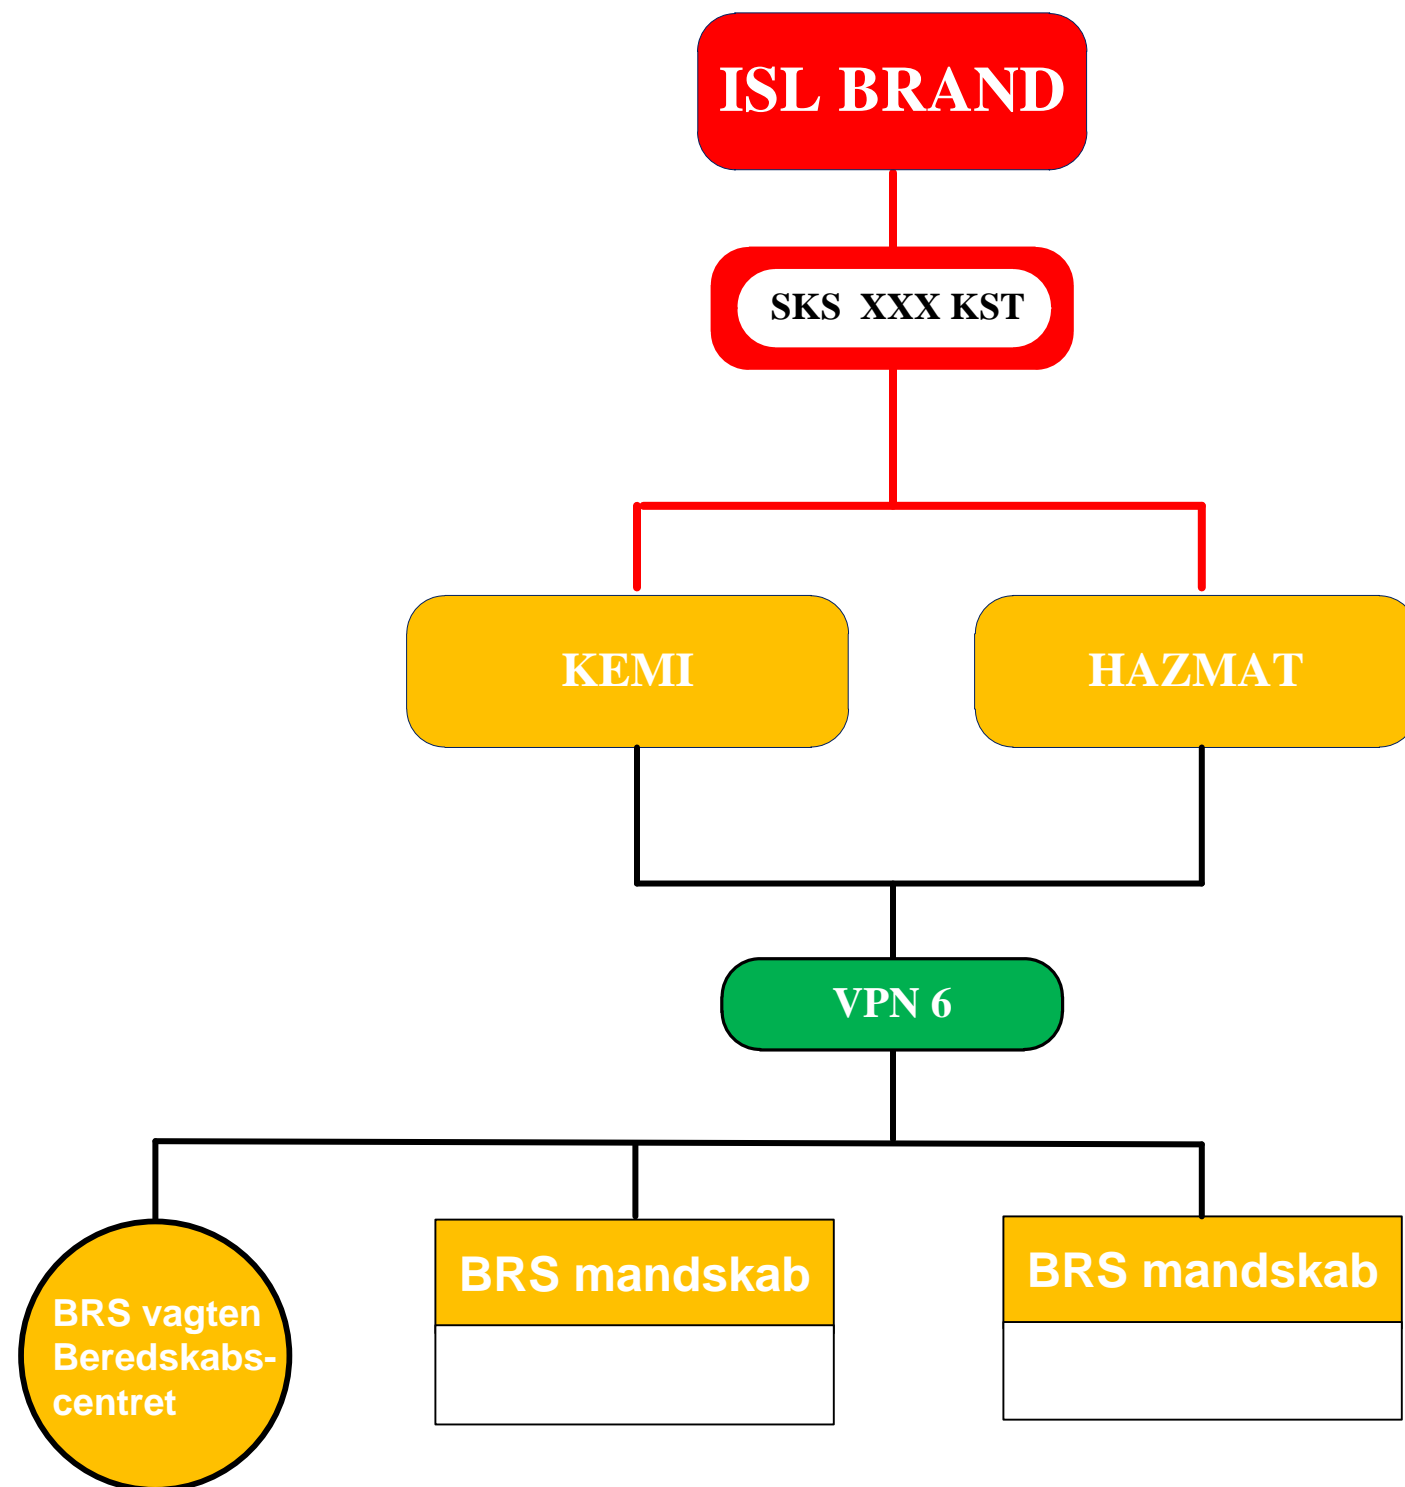 ISL BRAND
SKS  XXX KST
KEMI
HAZMAT
VPN 6
BRS vagten
Beredskabs-
centret
BRS mandskab
BRS mandskab